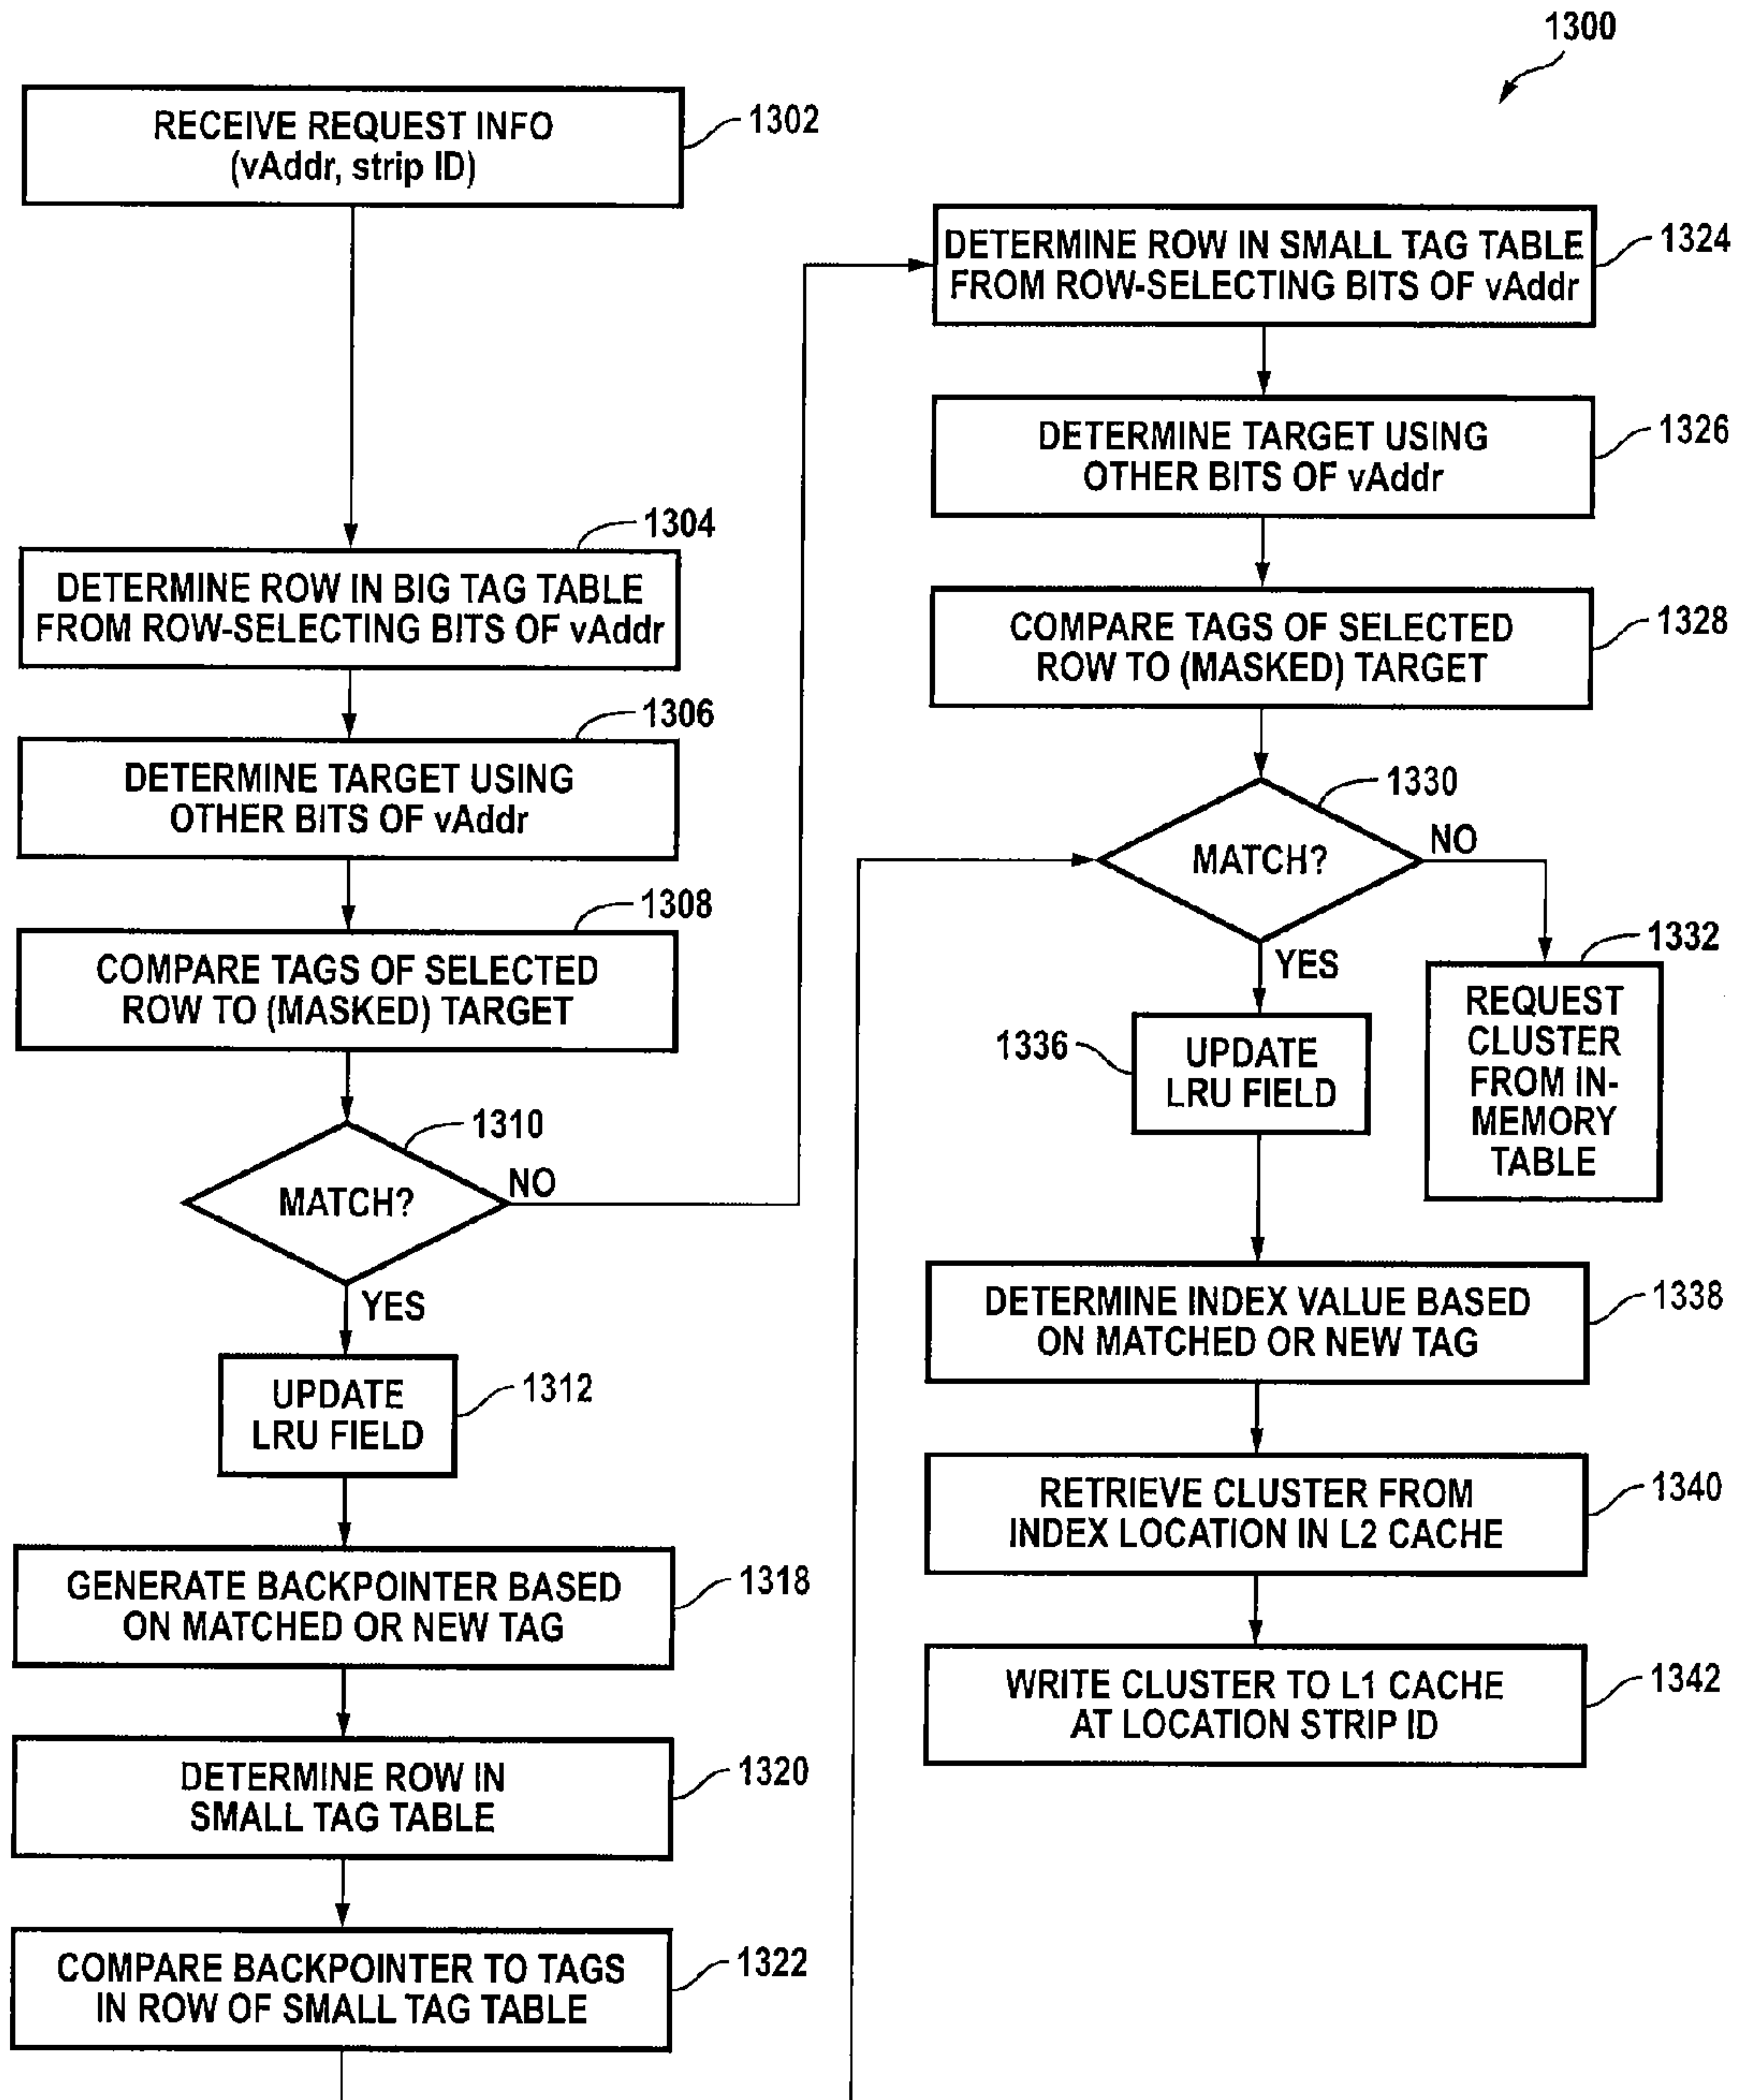 1300
RECEIVE REQUEST INFO
(vAddr, strip ID)
1302
1304
DETERMINE ROW IN BIG TAG TABLE
FROM ROW-SELECTING BITS OF vAddr
1306
DETERMINE TARGET USING
OTHER BITS OF vAddr
1308
COMPARE TAGS OF SELECTED
ROW TO (MASKED) TARGET
1310
MATCH?
NO
YES
UPDATE
LRU FIELD
1312
GENERATE BACKPOINTER BASED
ON MATCHED OR NEW TAG
1318
DETERMINE ROW IN
SMALL TAG TABLE
1320
COMPARE BACKPOINTER TO TAGS
IN ROW OF SMALL TAG TABLE
1322
DETERMINE ROW IN SMALL TAG TABLE
FROM ROW-SELECTING BITS OF vAddr
1324
DETERMINE TARGET USING
OTHER BITS OF vAddr
1326
COMPARE TAGS OF SELECTED
ROW TO (MASKED) TARGET
1328
1330
MATCH?
NO
YES
1332
REQUEST
CLUSTER
FROM IN-
MEMORY
TABLE
1336
UPDATE
LRU FIELD
DETERMINE INDEX VALUE BASED
ON MATCHED OR NEW TAG
1338
RETRIEVE CLUSTER FROM
INDEX LOCATION IN L2 CACHE
1340
WRITE CLUSTER TO L1 CACHE
AT LOCATION STRIP ID
1342